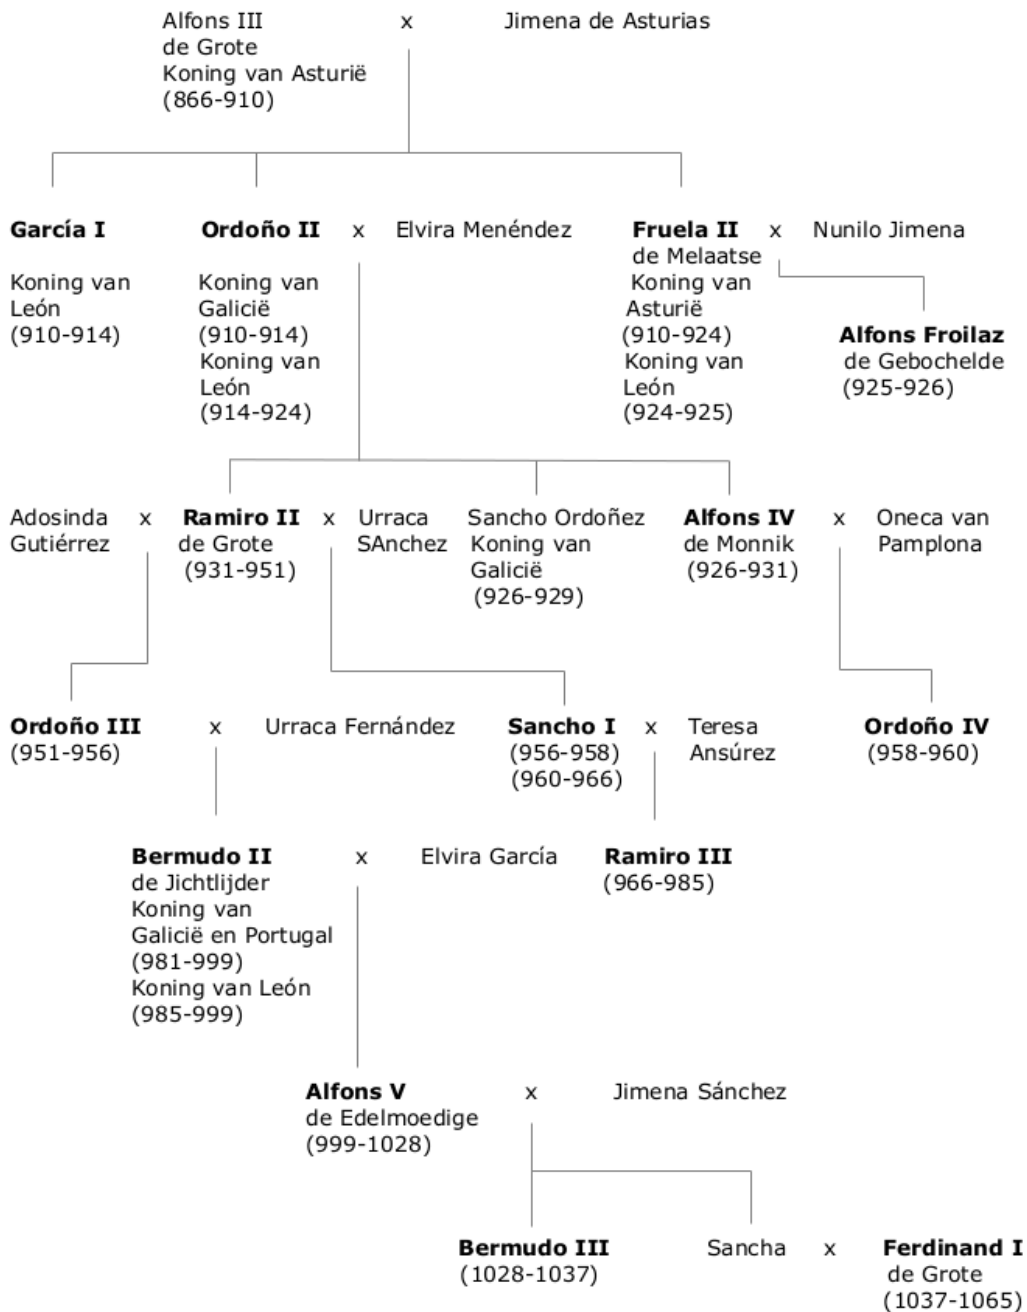 Alfons III x Jimena de Asturias
de Grote
Koning van Asturië
(866-910)
García I Ordoño II x Elvira Menéndez Fruela II x Nunilo Jimena
de Melaatse
Koning van Koning van Koning van
León Galicië Asturië
(910-914) (910-914) (910-924) Alfons Froilaz
Koning van Koning van de Gebochelde
León León (925-926)
(914-924) (924-925)
Adosinda x Ramiro II x Urraca Sancho Ordoñez Alfons IV x Oneca van
Gutiérrez de Grote SAnchez Koning van de Monnik Pamplona
(931-951) Galicië (926-931)
(926-929)
Ordoño III x Urraca Fernández Sancho I x Teresa Ordoño IV
(951-956) (956-958) Ansúrez (958-960)
(960-966)
Bermudo II x Elvira García Ramiro III
de Jichtlijder (966-985)
Koning van
Galicië en Portugal
(981-999)
Koning van León
(985-999)
Alfons V x Jimena Sánchez
de Edelmoedige
(999-1028)
Bermudo III Sancha x Ferdinand I
(1028-1037) de Grote
(1037-1065)